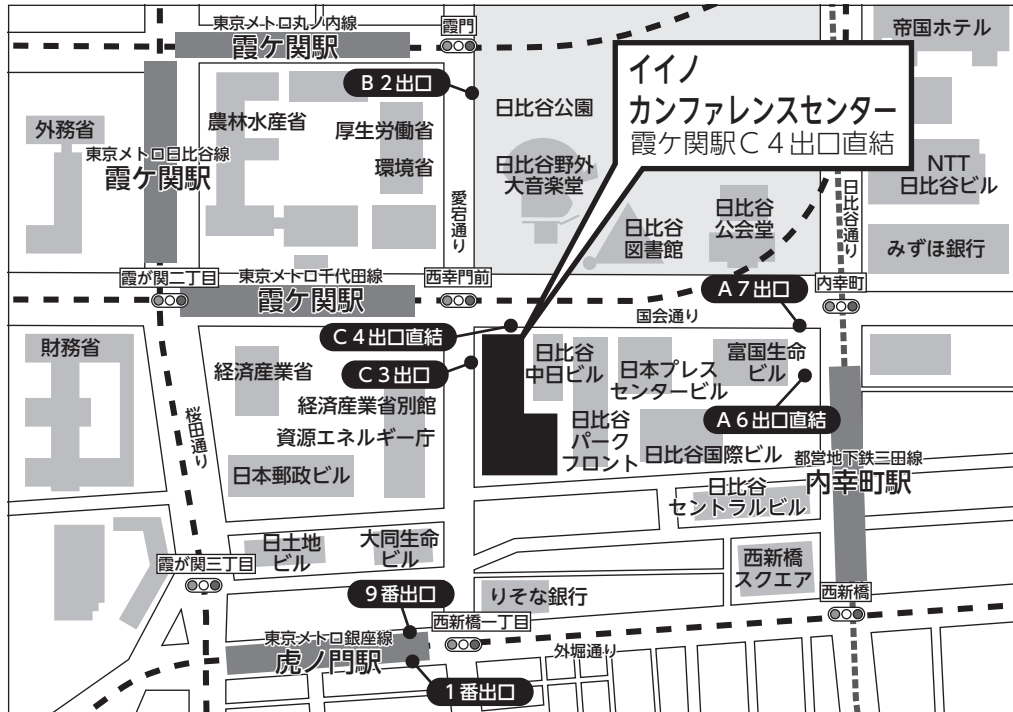 東京メトロ丸ノ内線
霞ケ関駅
霞門
帝国ホテル
B2出口
イイノ
カンファレンスセンター
霞ケ関駅C4出口直結
外務省
農林水産省
厚生労働省
環境省
日比谷公園
東京メトロ日比谷線
霞ケ関駅
日比谷野外
大音楽堂
NTT
日比谷ビル
愛宕通り
日比谷
図書館
日比谷
公会堂
日比谷通り
みずほ銀行
霞が関二丁目
東京メトロ千代田線
霞ケ関駅
西幸門前
A7出口
内幸町
国会通り
C4出口直結
財務省
経済産業省
C3出口
日比谷
中日ビル
日本プレス
センタービル
富国生命
ビル
桜田通り
経済産業省別館
資源エネルギー庁
日比谷
パーク
フロント
A6出口直結
日本郵政ビル
日比谷国際ビル
都営地下鉄三田線
内幸町駅
日比谷
セントラルビル
霞が関三丁目
日土地
ビル
大同生命
ビル
西新橋
スクエア
9番出口
りそな銀行
西新橋
西新橋一丁目
東京メトロ銀座線
虎ノ門駅
外堀通り
1番出口